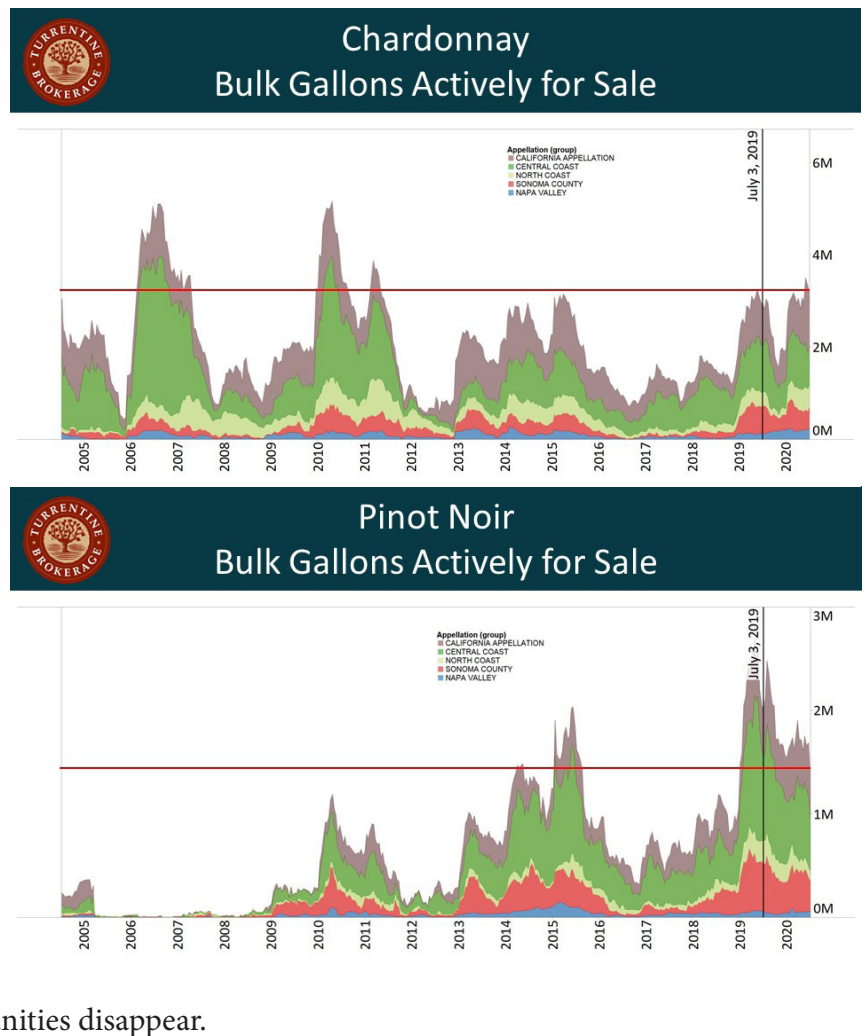 TURRENTINE
BROKERAGE
Chardonnay
Bulk Gallons Actively for Sale
Appellation (group)
CALIFORNIA APPELLATION
CENTRAL COAST
NORTH COAST
SONOMA COUNTY
NAPA VALLEY
July 3, 2019
6M
4M
2M
0M
2005 2006 2007 2008 2009 2010 2011 2012 2013 2014 2015 2016 2017 2018 2019 2020
TURRENTINE
BROKERAGE
Pinot Noir
Bulk Gallons Actively for Sale
Appellation (group)
CALIFORNIA APPELLATION
CENTRAL COAST
NORTH COAST
SONOMA COUNTY
NAPA VALLEY
July 3, 2019
3M
2M
1M
0M
2005 2006 2007 2008 2009 2010 2011 2012 2013 2014 2015 2016 2017 2018 2019 2020
nities disappear.